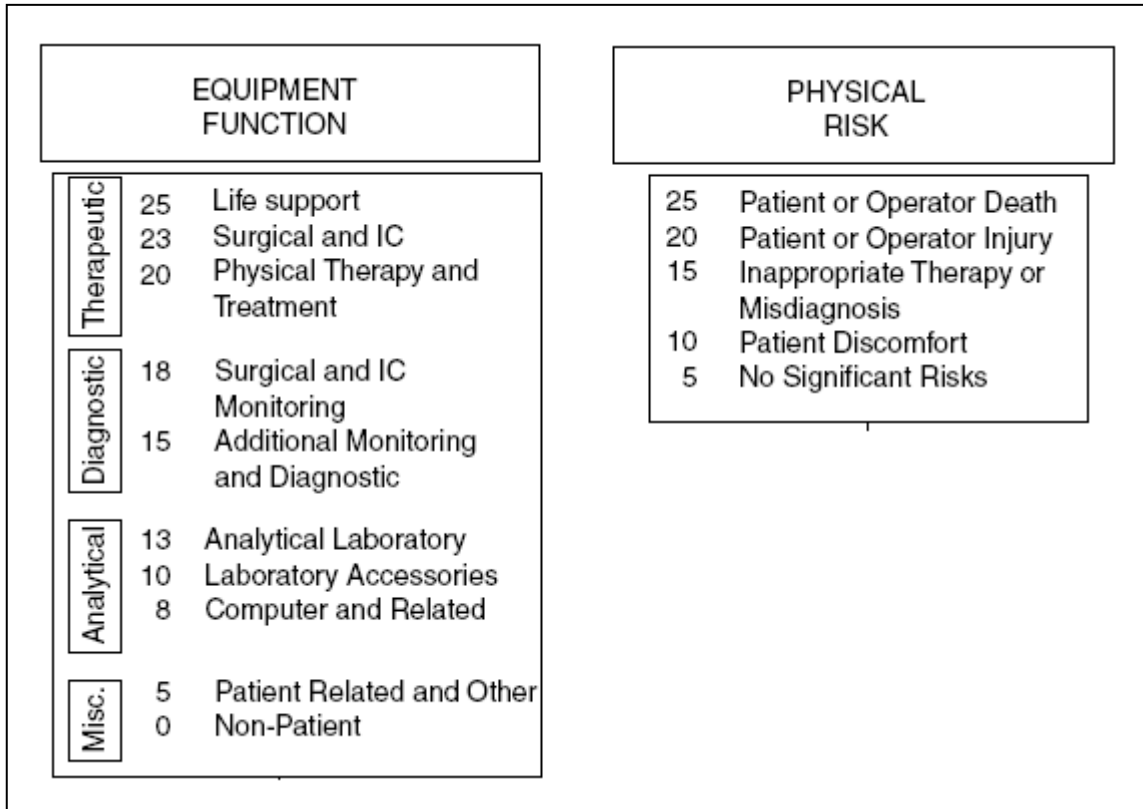 EQUIPMENT
FUNCTION
Therapeutic
25 Life support
23 Surgical and IC
20 Physical Therapy and
Treatment
Diagnostic
18 Surgical and IC
Monitoring
15 Additional Monitoring
and Diagnostic
Analytical
13 Analytical Laboratory
10 Laboratory Accessories
8 Computer and Related
Misc.
5 Patient Related and Other
0 Non-Patient
PHYSICAL
RISK
25 Patient or Operator Death
20 Patient or Operator Injury
15 Inappropriate Therapy or
Misdiagnosis
10 Patient Discomfort
5 No Significant Risks